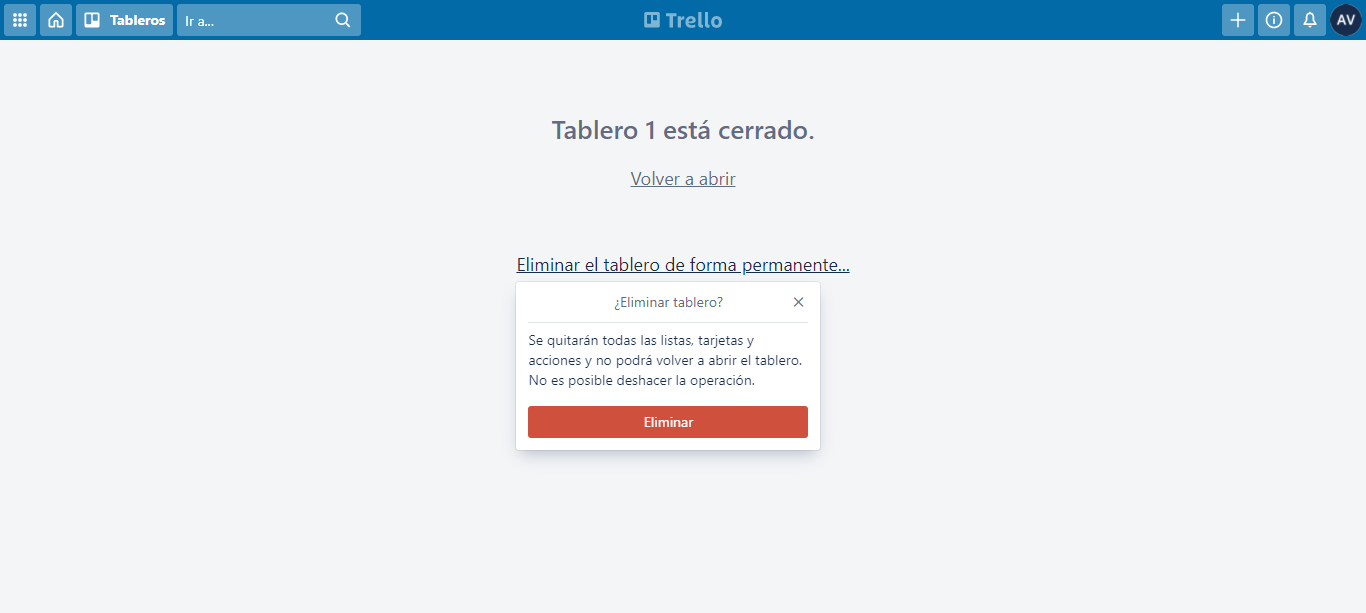 Tableros
Ir a...
Trello
AV
Tablero 1 está cerrado.
Volver a abrir
Eliminar el tablero de forma permanente...
¿Eliminar tablero?
Se quitarán todas las listas, tarjetas y
acciones y no podrá volver a abrir el tablero.
No es posible deshacer la operación.
Eliminar